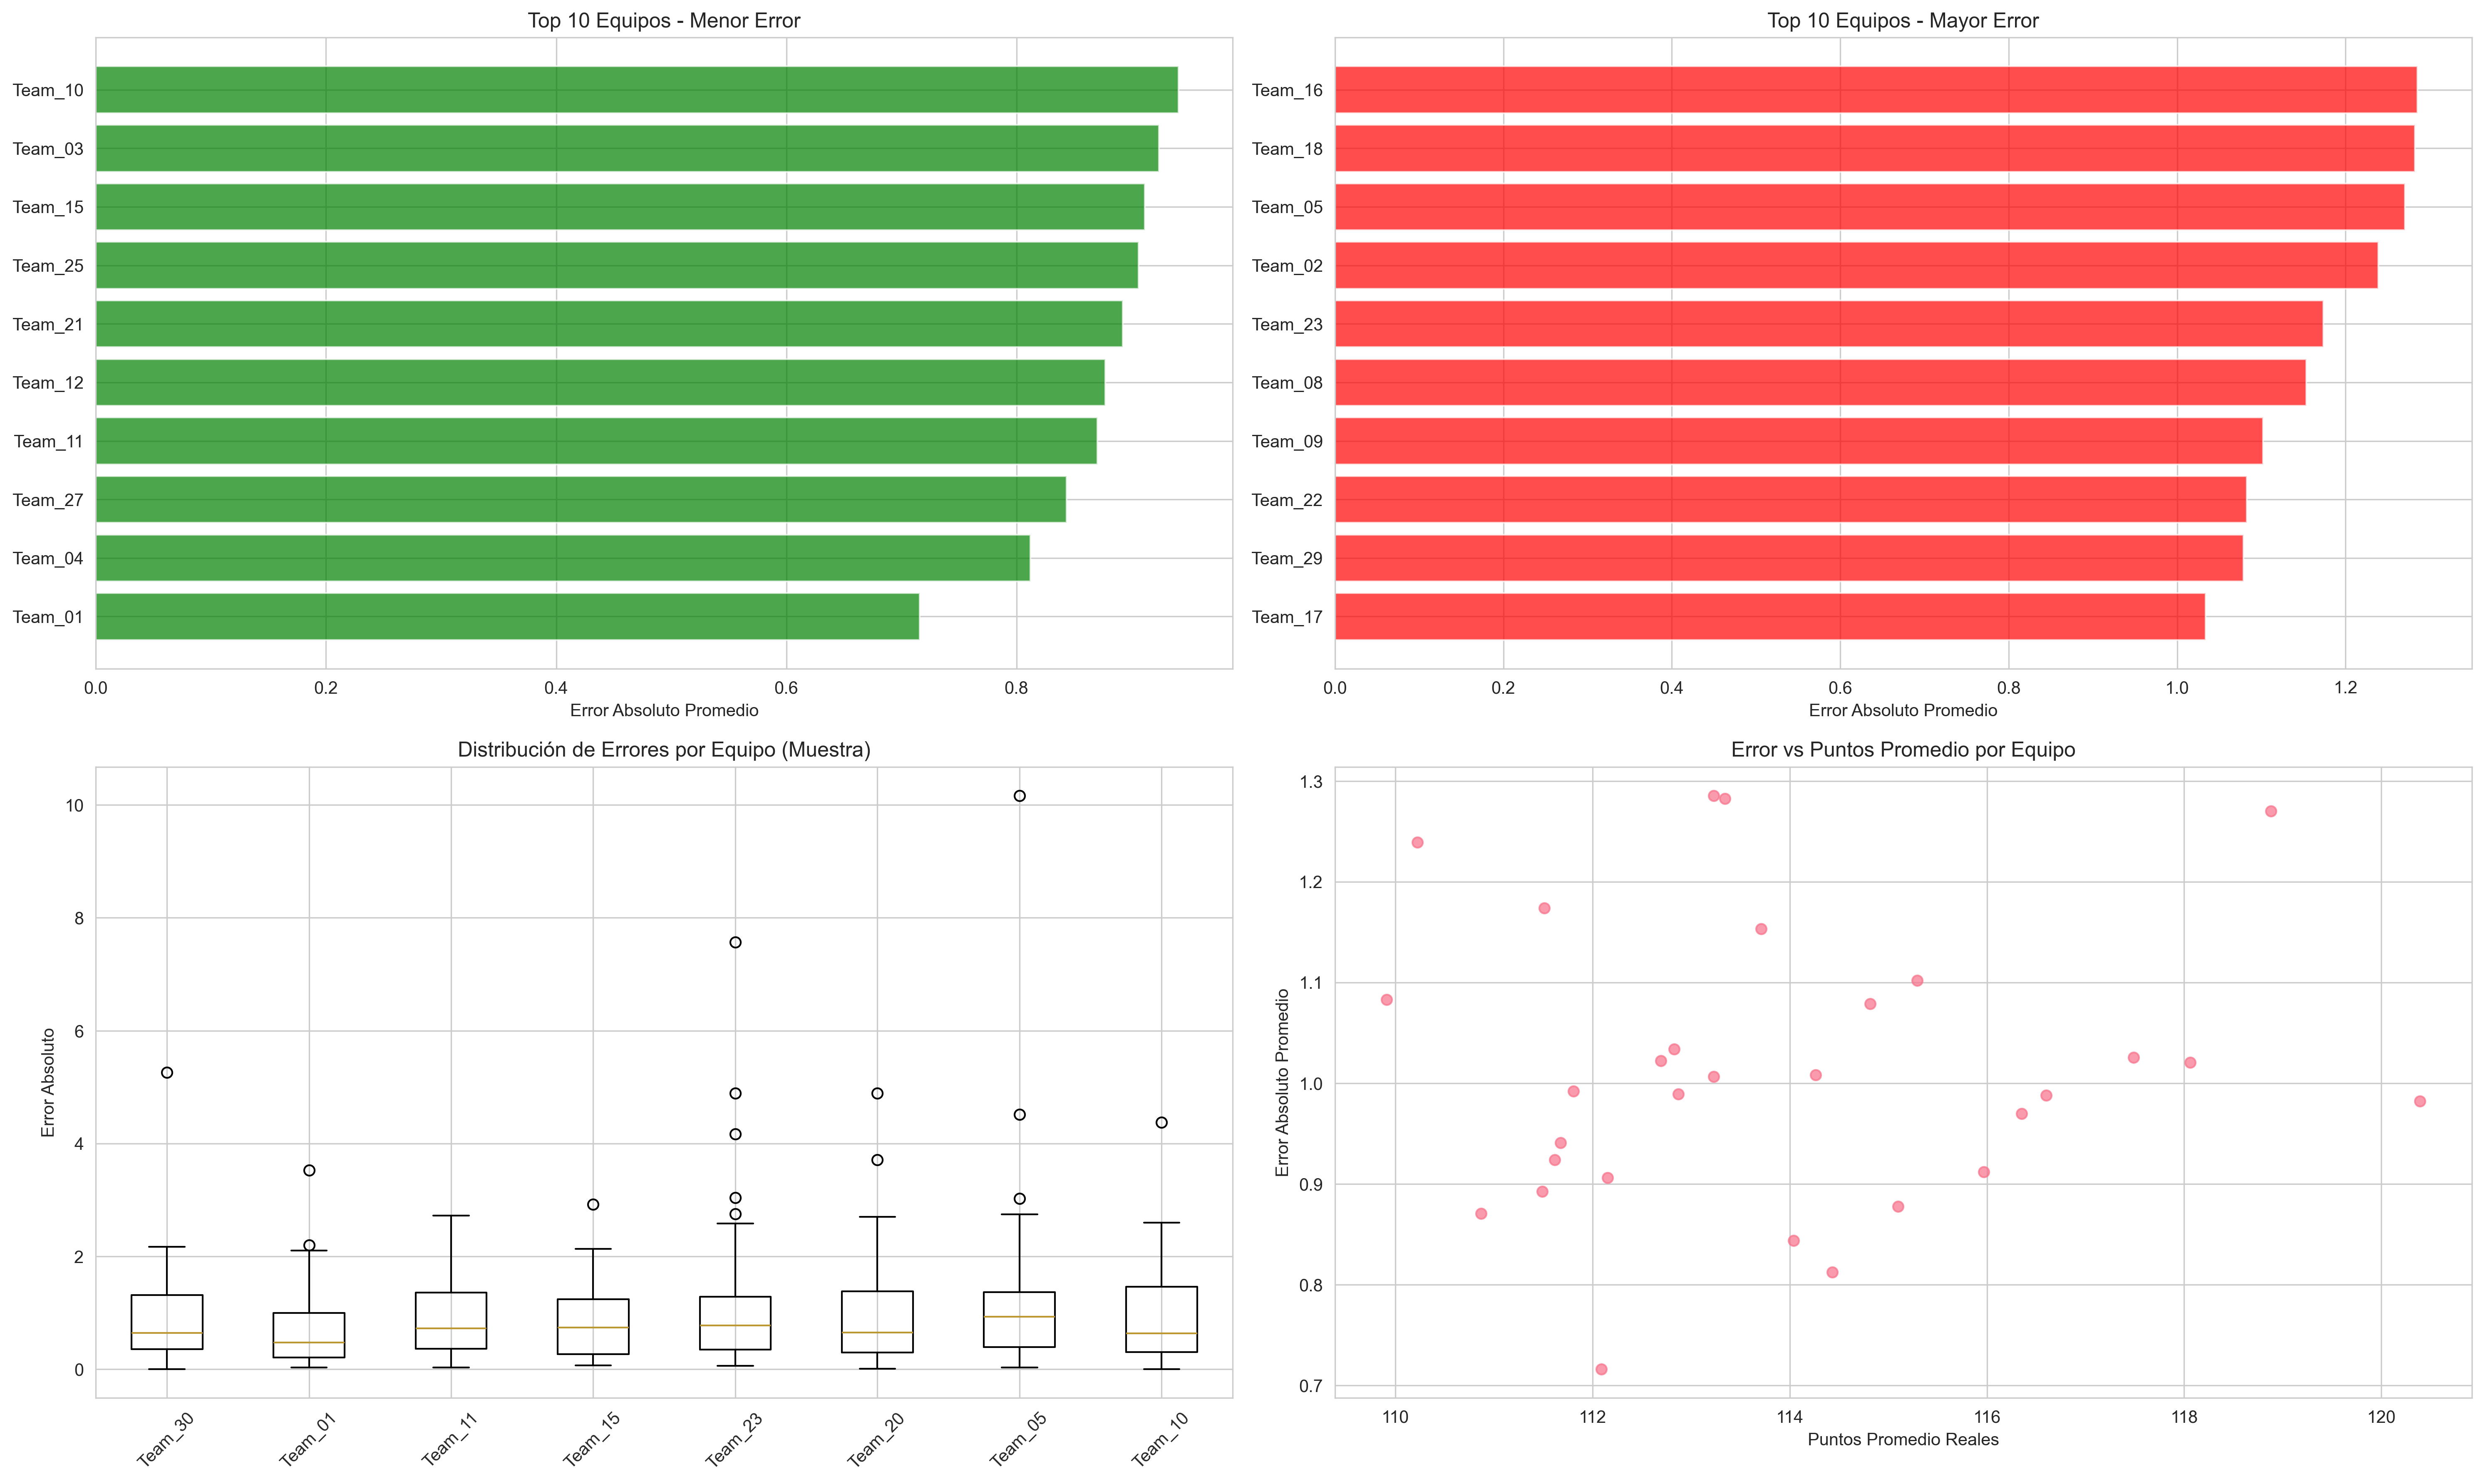 Top 10 Equipos - Menor Error
Team_10
Team_03
Team_15
Team_25
Team_21
Team_12
Team_11
Team_27
Team_04
Team_01
0.0 0.2 0.4 0.6 0.8
Error Absoluto Promedio
Top 10 Equipos - Mayor Error
Team_16
Team_18
Team_05
Team_02
Team_23
Team_08
Team_09
Team_22
Team_29
Team_17
0.0 0.2 0.4 0.6 0.8 1.0 1.2
Error Absoluto Promedio
Distribución de Errores por Equipo (Muestra)
Error Absoluto
10
8
6
4
2
0
Team_30 Team_01 Team_11 Team_15 Team_23 Team_20 Team_05 Team_10
Error vs Puntos Promedio por Equipo
Error Absoluto Promedio
1.3
1.2
1.1
1.0
0.9
0.8
0.7
110 112 114 116 118 120
Puntos Promedio Reales